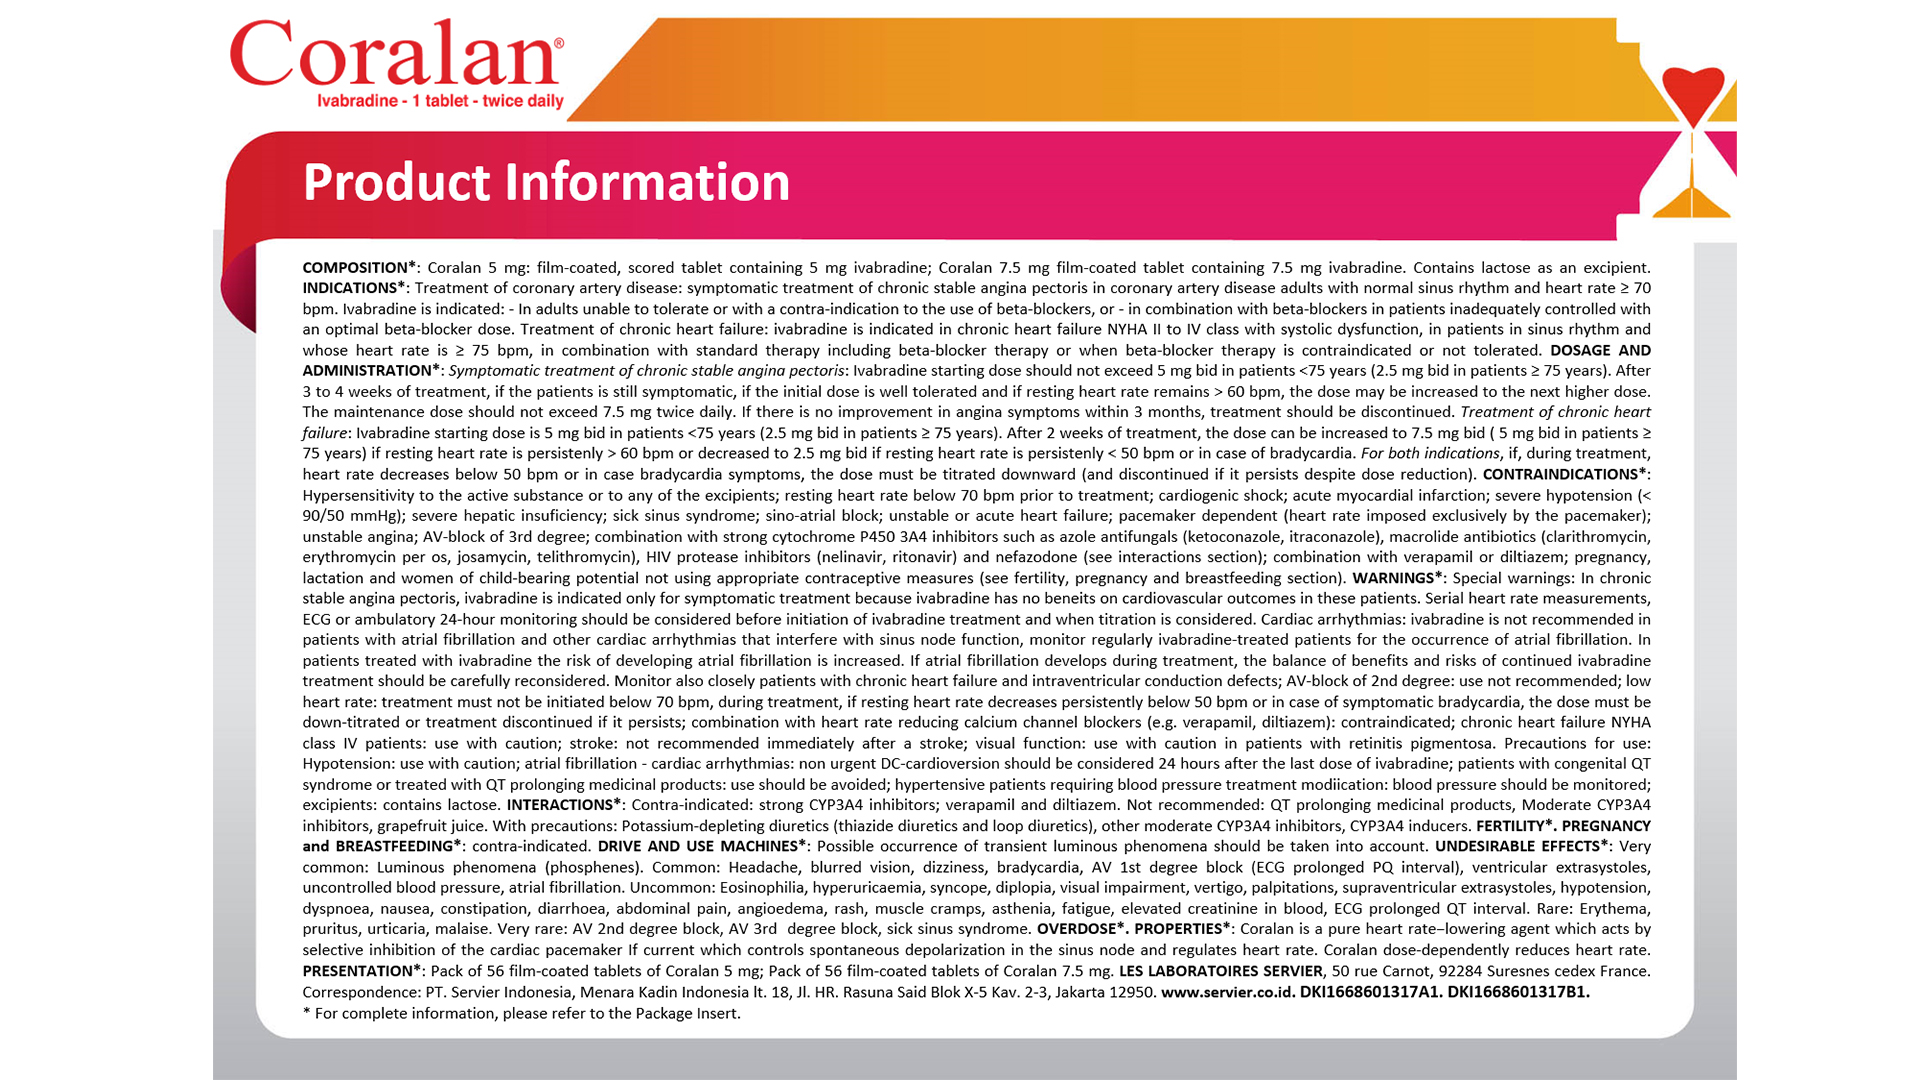 Coralan®
Ivabradine - 1 tablet - twice daily
Product Information
COMPOSITION*: Coralan 5 mg: film-coated, scored tablet containing 5 mg ivabradine; Coralan 7.5 mg film-coated tablet containing 7.5 mg ivabradine. Contains lactose as an excipient.
INDICATIONS*: Treatment of coronary artery disease: symptomatic treatment of chronic stable angina pectoris in coronary artery disease adults with normal sinus rhythm and heart rate ≥ 70
bpm. Ivabradine is indicated: - In adults unable to tolerate or with a contra-indication to the use of beta-blockers, or - in combination with beta-blockers in patients inadequately controlled with
an optimal beta-blocker dose. Treatment of chronic heart failure: ivabradine is indicated in chronic heart failure NYHA II to IV class with systolic dysfunction, in patients in sinus rhythm and
whose heart rate is ≥ 75 bpm, in combination with standard therapy including beta-blocker therapy or when beta-blocker therapy is contraindicated or not tolerated. DOSAGE AND
ADMINISTRATION*: Symptomatic treatment of chronic stable angina pectoris: Ivabradine starting dose should not exceed 5 mg bid in patients <75 years (2.5 mg bid in patients ≥ 75 years). After
3 to 4 weeks of treatment, if the patients is still symptomatic, if the initial dose is well tolerated and if resting heart rate remains > 60 bpm, the dose may be increased to the next higher dose.
The maintenance dose should not exceed 7.5 mg twice daily. If there is no improvement in angina symptoms within 3 months, treatment should be discontinued. Treatment of chronic heart
failure: Ivabradine starting dose is 5 mg bid in patients <75 years (2.5 mg bid in patients ≥ 75 years). After 2 weeks of treatment, the dose can be increased to 7.5 mg bid ( 5 mg bid in patients ≥
75 years) if resting heart rate is persistenly > 60 bpm or decreased to 2.5 mg bid if resting heart rate is persistenly < 50 bpm or in case of bradycardia. For both indications, if, during treatment,
heart rate decreases below 50 bpm or in case bradycardia symptoms, the dose must be titrated downward (and discontinued if it persists despite dose reduction). CONTRAINDICATIONS*:
Hypersensitivity to the active substance or to any of the excipients; resting heart rate below 70 bpm prior to treatment; cardiogenic shock; acute myocardial infarction; severe hypotension (<
90/50 mmHg); severe hepatic insuficiency; sick sinus syndrome; sino-atrial block; unstable or acute heart failure; pacemaker dependent (heart rate imposed exclusively by the pacemaker);
unstable angina; AV-block of 3rd degree; combination with strong cytochrome P450 3A4 inhibitors such as azole antifungals (ketoconazole, itraconazole), macrolide antibiotics (clarithromycin,
erythromycin per os, josamycin, telithromycin), HIV protease inhibitors (nelinavir, ritonavir) and nefazodone (see interactions section); combination with verapamil or diltiazem; pregnancy,
lactation and women of child-bearing potential not using appropriate contraceptive measures (see fertility, pregnancy and breastfeeding section). WARNINGS*: Special warnings: In chronic
stable angina pectoris, ivabradine is indicated only for symptomatic treatment because ivabradine has no beneits on cardiovascular outcomes in these patients. Serial heart rate measurements,
ECG or ambulatory 24-hour monitoring should be considered before initiation of ivabradine treatment and when titration is considered. Cardiac arrhythmias: ivabradine is not recommended in
patients with atrial fibrillation and other cardiac arrhythmias that interfere with sinus node function, monitor regularly ivabradine-treated patients for the occurrence of atrial fibrillation. In
patients treated with ivabradine the risk of developing atrial fibrillation is increased. If atrial fibrillation develops during treatment, the balance of benefits and risks of continued ivabradine
treatment should be carefully reconsidered. Monitor also closely patients with chronic heart failure and intraventricular conduction defects; AV-block of 2nd degree: use not recommended; low
heart rate: treatment must not be initiated below 70 bpm, during treatment, if resting heart rate decreases persistently below 50 bpm or in case of symptomatic bradycardia, the dose must be
down-titrated or treatment discontinued if it persists; combination with heart rate reducing calcium channel blockers (e.g. verapamil, diltiazem): contraindicated; chronic heart failure NYHA
class IV patients: use with caution; stroke: not recommended immediately after a stroke; visual function: use with caution in patients with retinitis pigmentosa. Precautions for use:
Hypotension: use with caution; atrial fibrillation - cardiac arrhythmias: non urgent DC-cardioversion should be considered 24 hours after the last dose of ivabradine; patients with congenital QT
syndrome or treated with QT prolonging medicinal products: use should be avoided; hypertensive patients requiring blood pressure treatment modiication: blood pressure should be monitored;
excipients: contains lactose. INTERACTIONS*: Contra-indicated: strong CYP3A4 inhibitors; verapamil and diltiazem. Not recommended: QT prolonging medicinal products, Moderate CYP3A4
inhibitors, grapefruit juice. With precautions: Potassium-depleting diuretics (thiazide diuretics and loop diuretics), other moderate CYP3A4 inhibitors, CYP3A4 inducers. FERTILITY*. PREGNANCY
and BREASTFEEDING*: contra-indicated. DRIVE AND USE MACHINES*: Possible occurrence of transient luminous phenomena should be taken into account. UNDESIRABLE EFFECTS*: Very
common: Luminous phenomena (phosphenes). Common: Headache, blurred vision, dizziness, bradycardia, AV 1st degree block (ECG prolonged PQ interval), ventricular extrasystoles,
uncontrolled blood pressure, atrial fibrillation. Uncommon: Eosinophilia, hyperuricaemia, syncope, diplopia, visual impairment, vertigo, palpitations, supraventricular extrasystoles, hypotension,
dyspnoea, nausea, constipation, diarrhoea, abdominal pain, angioedema, rash, muscle cramps, asthenia, fatigue, elevated creatinine in blood, ECG prolonged QT interval. Rare: Erythema,
pruritus, urticaria, malaise. Very rare: AV 2nd degree block, AV 3rd degree block, sick sinus syndrome. OVERDOSE*. PROPERTIES*: Coralan is a pure heart rate–lowering agent which acts by
selective inhibition of the cardiac pacemaker If current which controls spontaneous depolarization in the sinus node and regulates heart rate. Coralan dose-dependently reduces heart rate.
PRESENTATION*: Pack of 56 film-coated tablets of Coralan 5 mg; Pack of 56 film-coated tablets of Coralan 7.5 mg. LES LABORATOIRES SERVIER, 50 rue Carnot, 92284 Suresnes cedex France.
Correspondence: PT. Servier Indonesia, Menara Kadin Indonesia lt. 18, Jl. HR. Rasuna Said Blok X-5 Kav. 2-3, Jakarta 12950. www.servier.co.id. DKI1668601317A1. DKI1668601317B1.
* For complete information, please refer to the Package Insert.